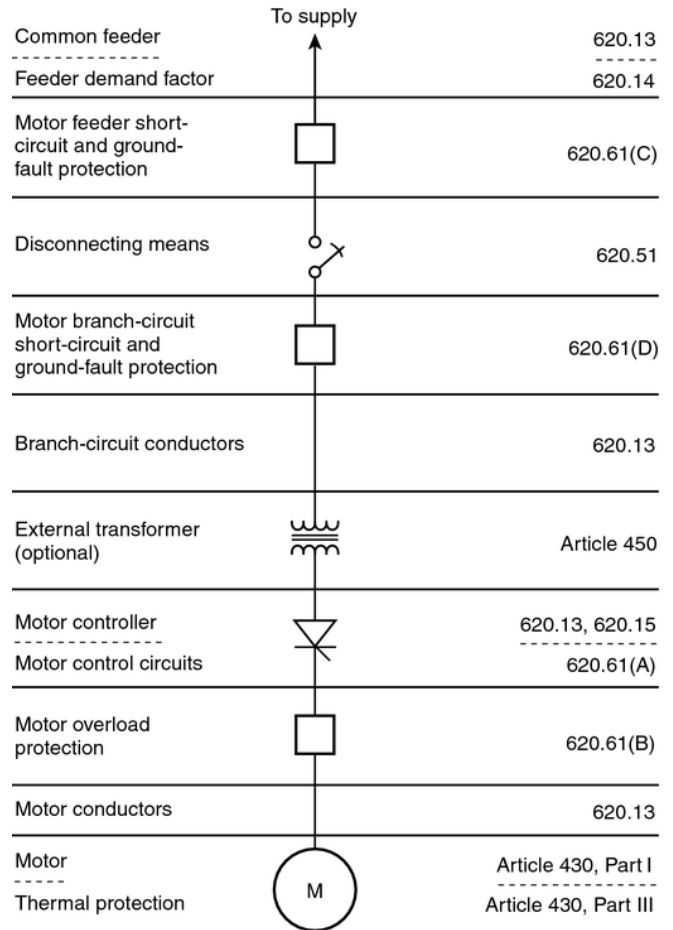 To supply
Common feeder 620.13
Feeder demand factor 620.14
Motor feeder short-
circuit and ground-
fault protection
620.61(C)
Disconnecting means
620.51
Motor branch-circuit
short-circuit and
ground-fault protection
620.61(D)
Branch-circuit conductors 620.13
External transformer
(optional)
Article 450
Motor controller 620.13, 620.15
Motor control circuits 620.61(A)
Motor overload
protection
620.61(B)
Motor conductors 620.13
Motor Article 430, Part I
M
Thermal protection Article 430, Part III